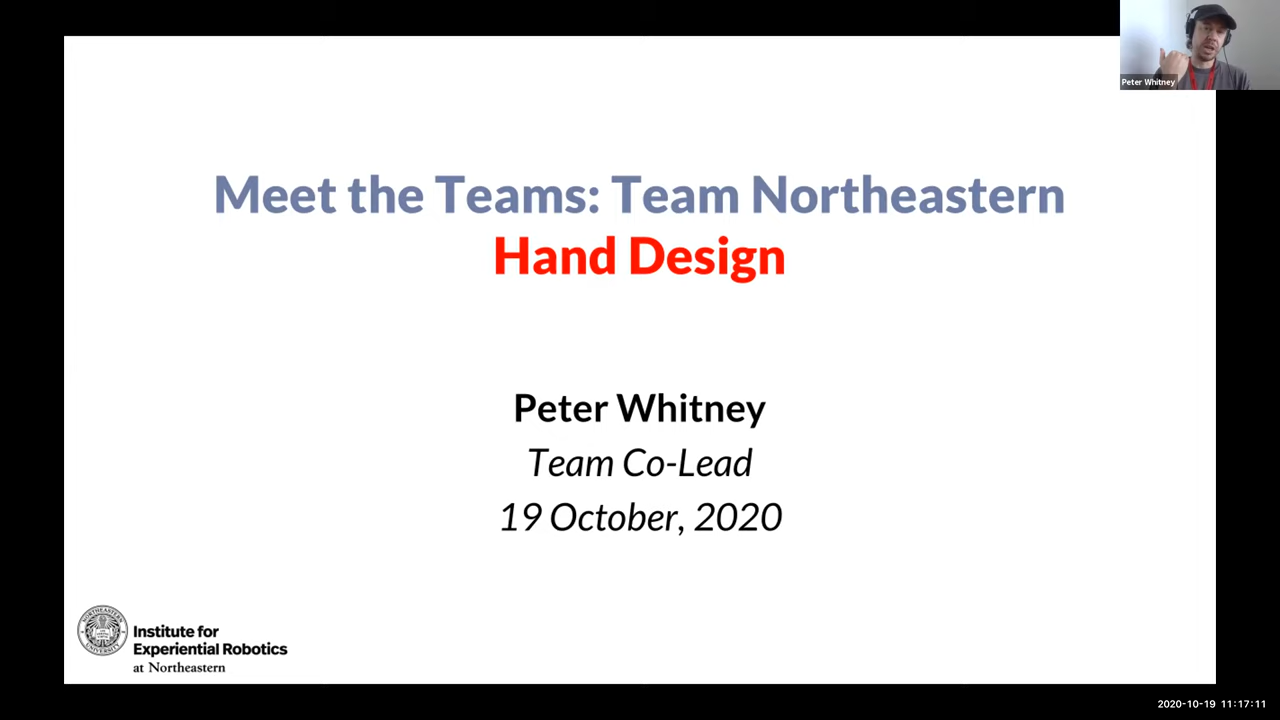 Peter Whitney
Meet the Teams: Team Northeastern
Hand Design
Peter Whitney
Team Co-Lead
19 October, 2020
Institute for
Experiential Robotics
at Northeastern
2020-10-19 11:17:11